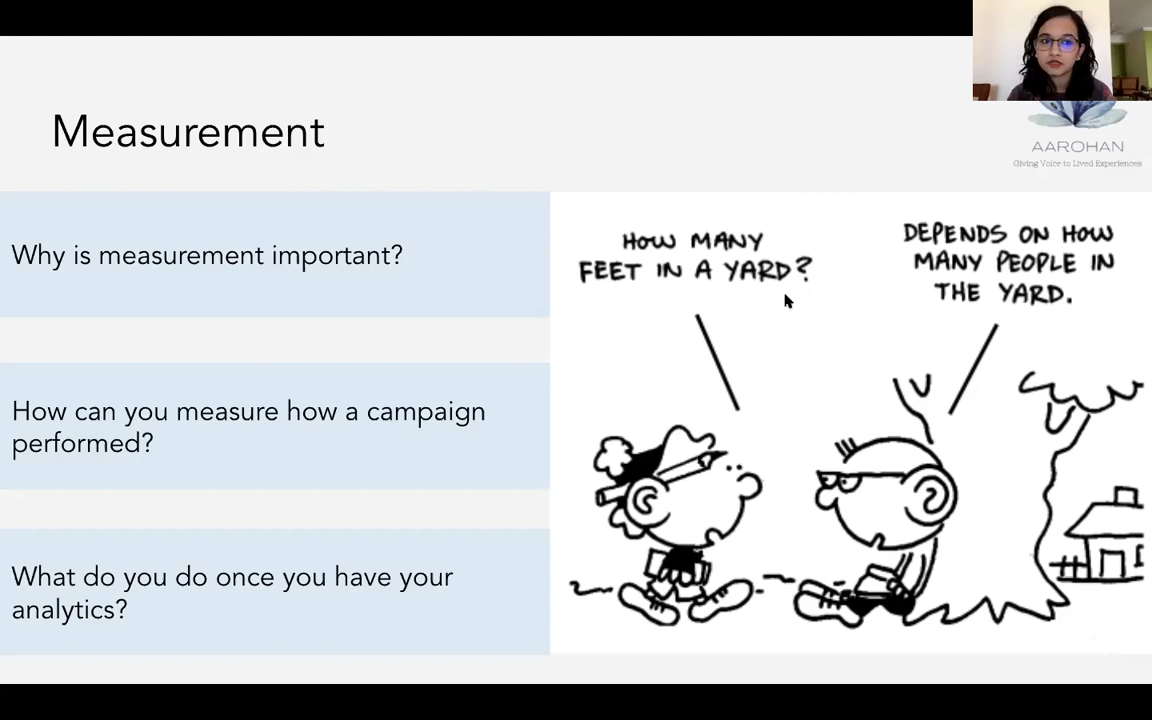 Measurement
AAROHAN
Giving Voice to Lived Experiences
Why is measurement important?
How can you measure how a campaign
performed?
What do you do once you have your
analytics?
HOW MANY
FEET IN A YARD?
DEPENDS ON HOW
MANY PEOPLE IN
THE YARD.